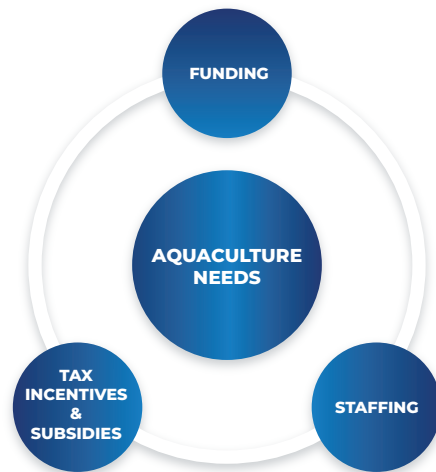 FUNDING
AQUACULTURE
NEEDS
TAX
INCENTIVES
&
SUBSIDIES
STAFFING